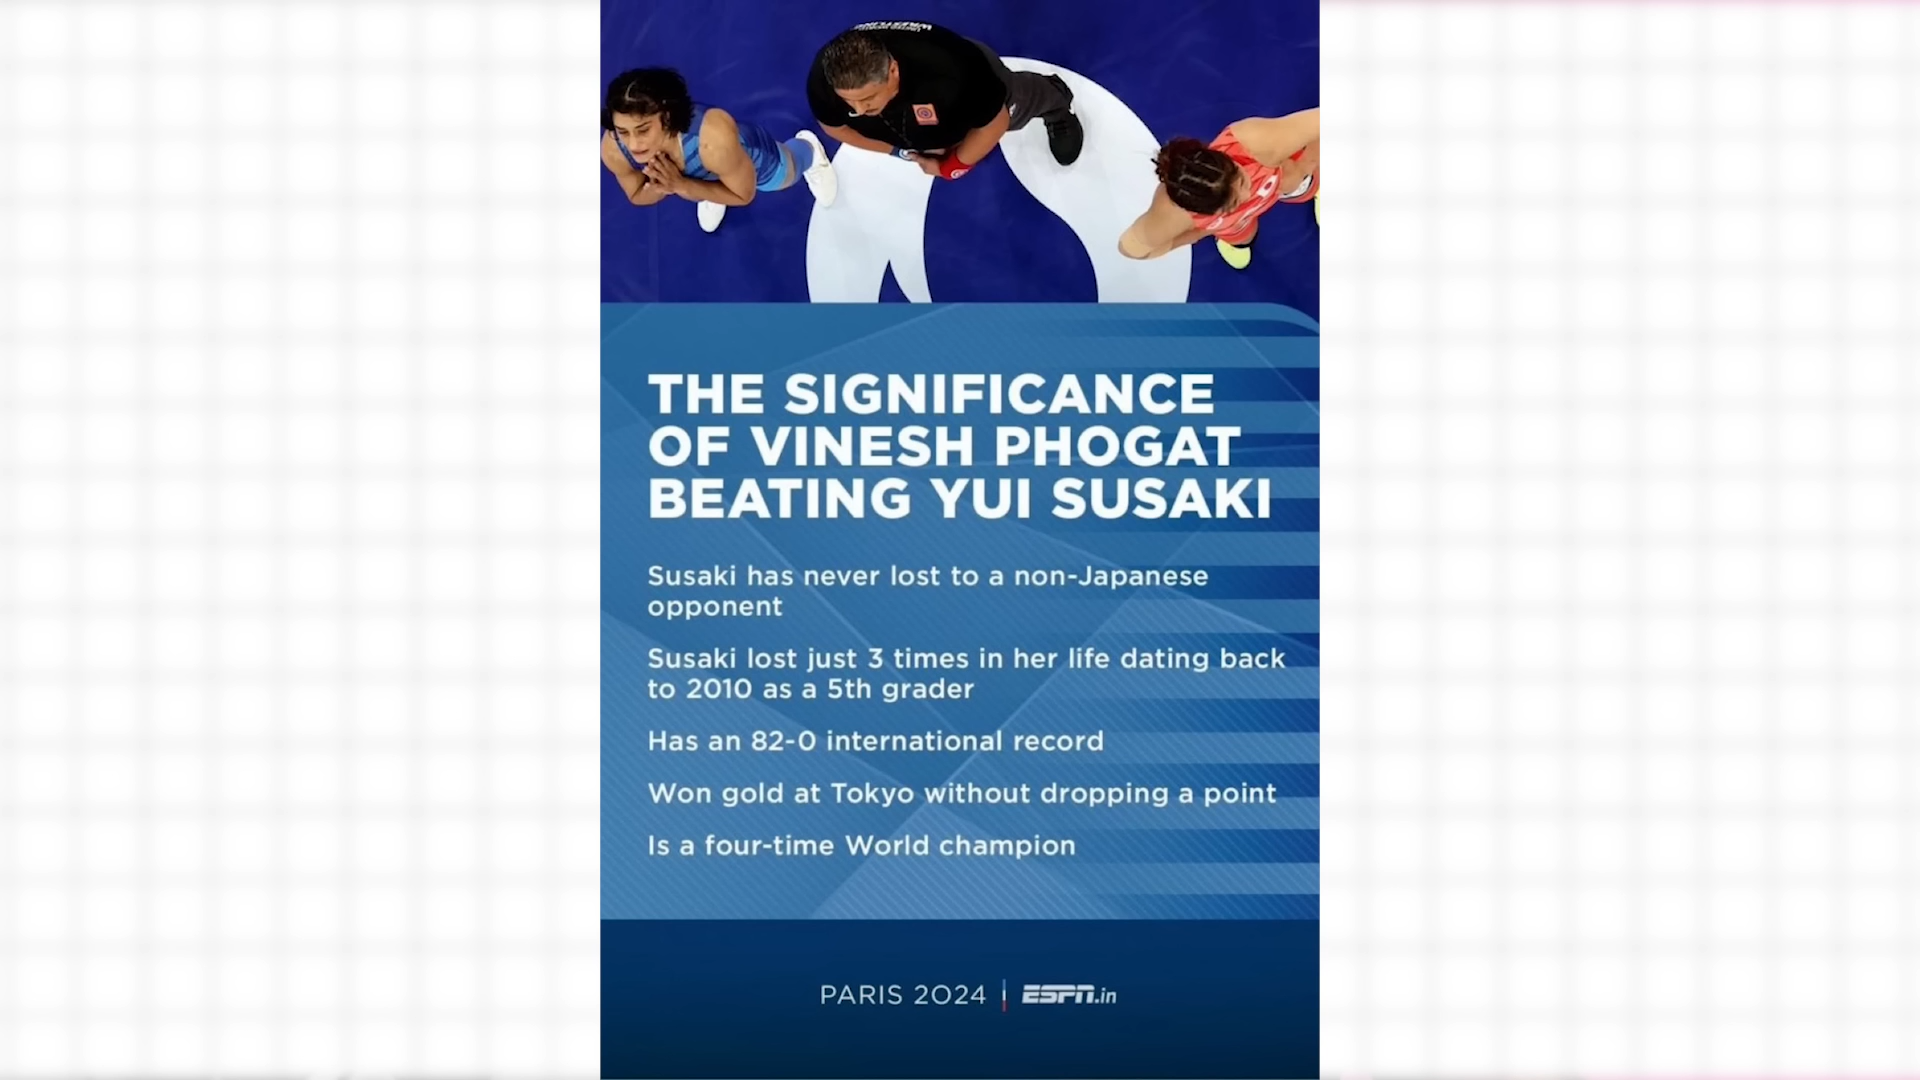 THE SIGNIFICANCE
OF VINESH PHOGAT
BEATING YUI SUSAKI
Susaki has never lost to a non-Japanese
opponent
Susaki lost just 3 times in her life dating back
to 2010 as a 5th grader
Has an 82-0 international record
Won gold at Tokyo without dropping a point
Is a four-time World champion
PARIS 2024 | ESPN.in